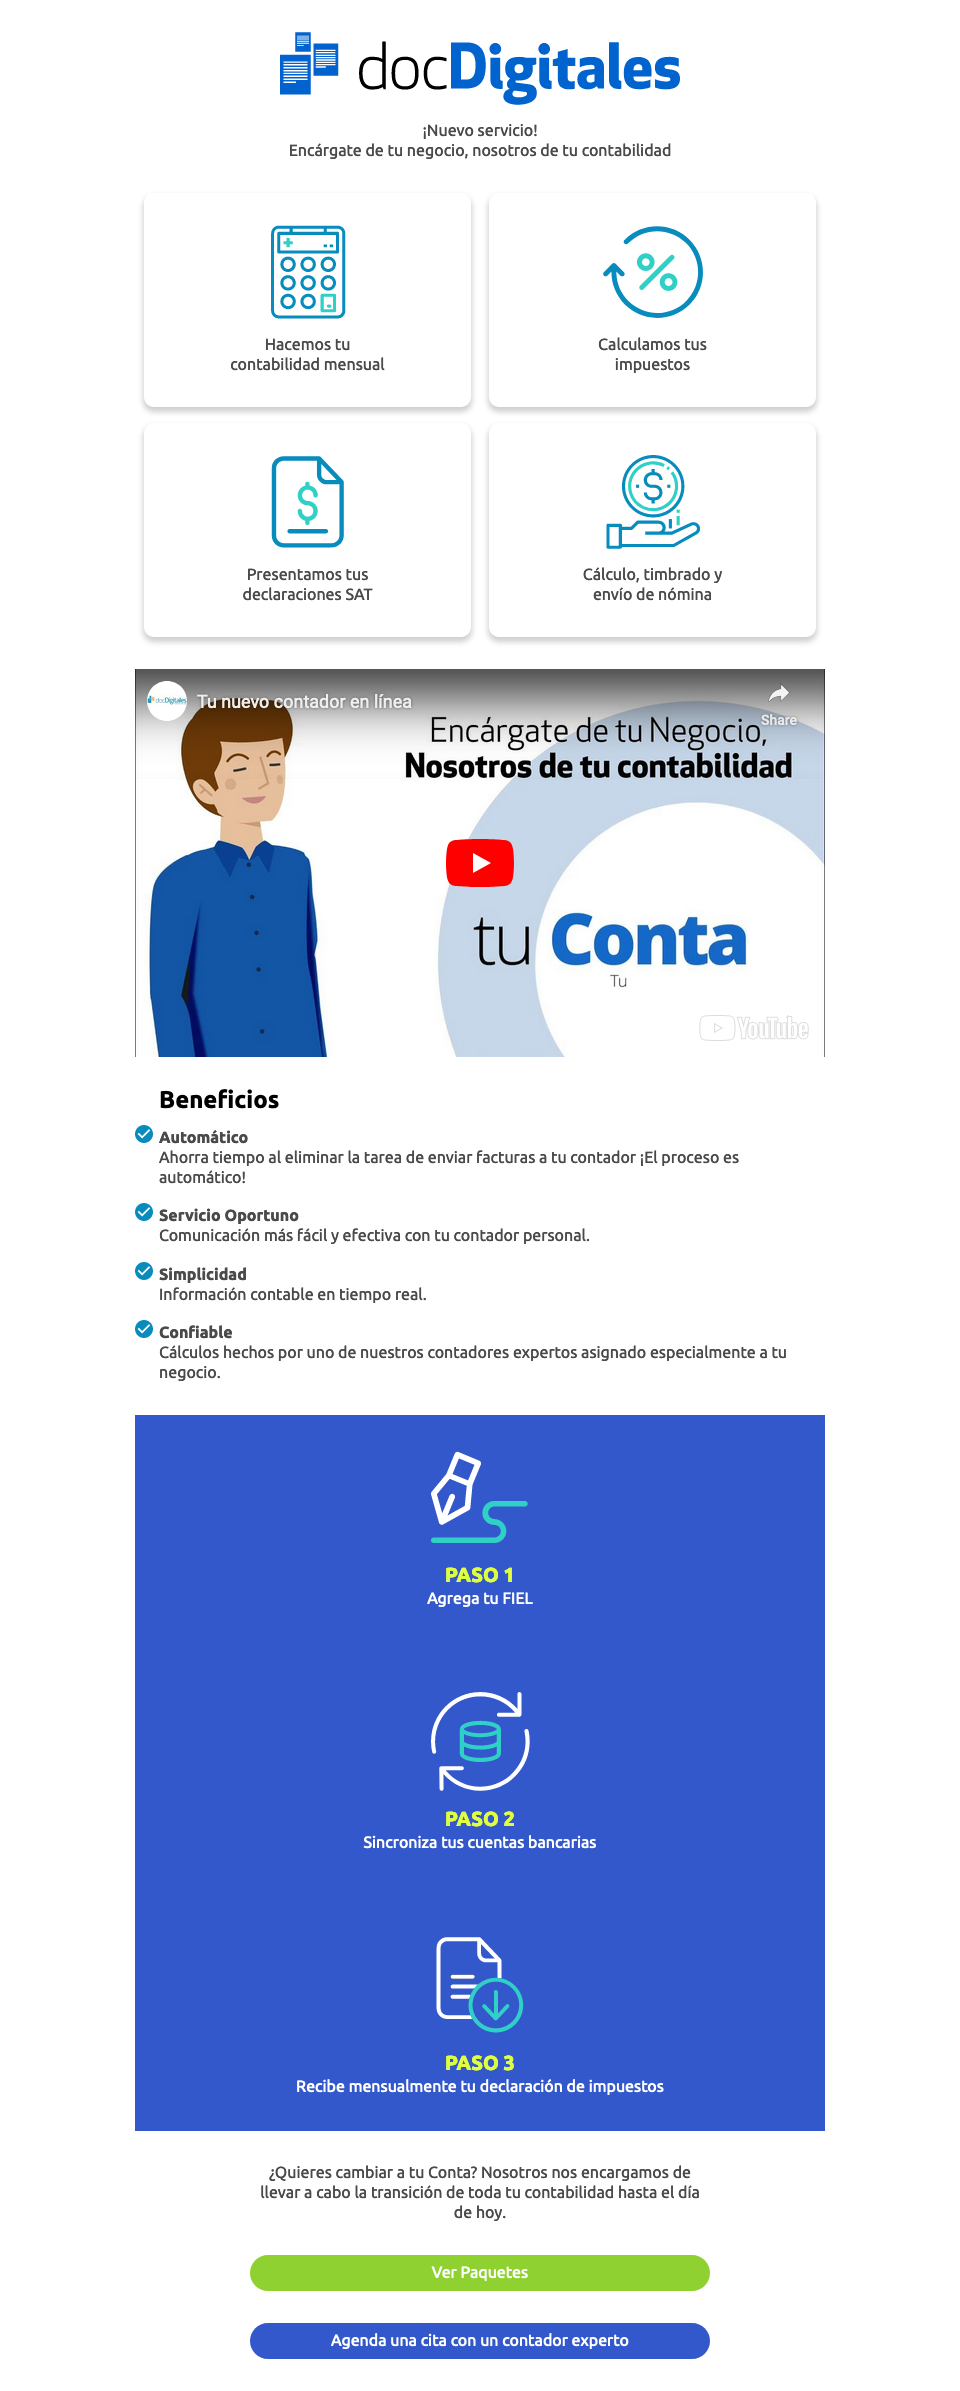 docDigitales
¡Nuevo servicio!
Encárgate de tu negocio, nosotros de tu contabilidad
Hacemos tu
contabilidad mensual
Calculamos tus
impuestos
Presentamos tus
declaraciones SAT
Cálculo, timbrado y
envío de nómina
docDigitales
Tu nuevo contador en línea
Share
Encárgate de tu Negocio,
Nosotros de tu contabilidad
tu Conta
Tu
YouTube
Beneficios
Automático
Ahorra tiempo al eliminar la tarea de enviar facturas a tu contador ¡El proceso es
automático!
Servicio Oportuno
Comunicación más fácil y efectiva con tu contador personal.
Simplicidad
Información contable en tiempo real.
Confiable
Cálculos hechos por uno de nuestros contadores expertos asignado especialmente a tu
negocio.
PASO 1
Agrega tu FIEL
PASO 2
Sincroniza tus cuentas bancarias
PASO 3
Recibe mensualmente tu declaración de impuestos
¿Quieres cambiar a tu Conta? Nosotros nos encargamos de
llevar a cabo la transición de toda tu contabilidad hasta el día
de hoy.
Ver Paquetes
Agenda una cita con un contador experto